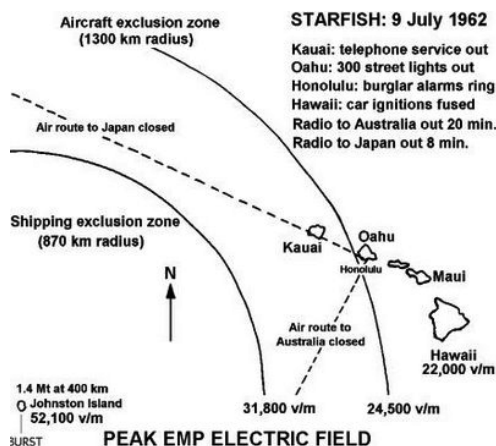 Aircraft exclusion zone
(1300 km radius)
STARFISH: 9 July 1962
Kauai: telephone service out
Oahu: 300 street lights out
Honolulu: burglar alarms ring
Hawaii: car ignitions fused
Radio to Australia out 20 min.
Radio to Japan out 8 min.
Air route to Japan closed
Shipping exclusion zone
(870 km radius)
Kauai
Oahu
Honolulu
Maui
N
Air route to
Australia closed
Hawaii
22,000 v/m
1.4 Mt at 400 km
Johnston Island
52,100 v/m
BURST
31,800 v/m
24,500 v/m
PEAK EMP ELECTRIC FIELD